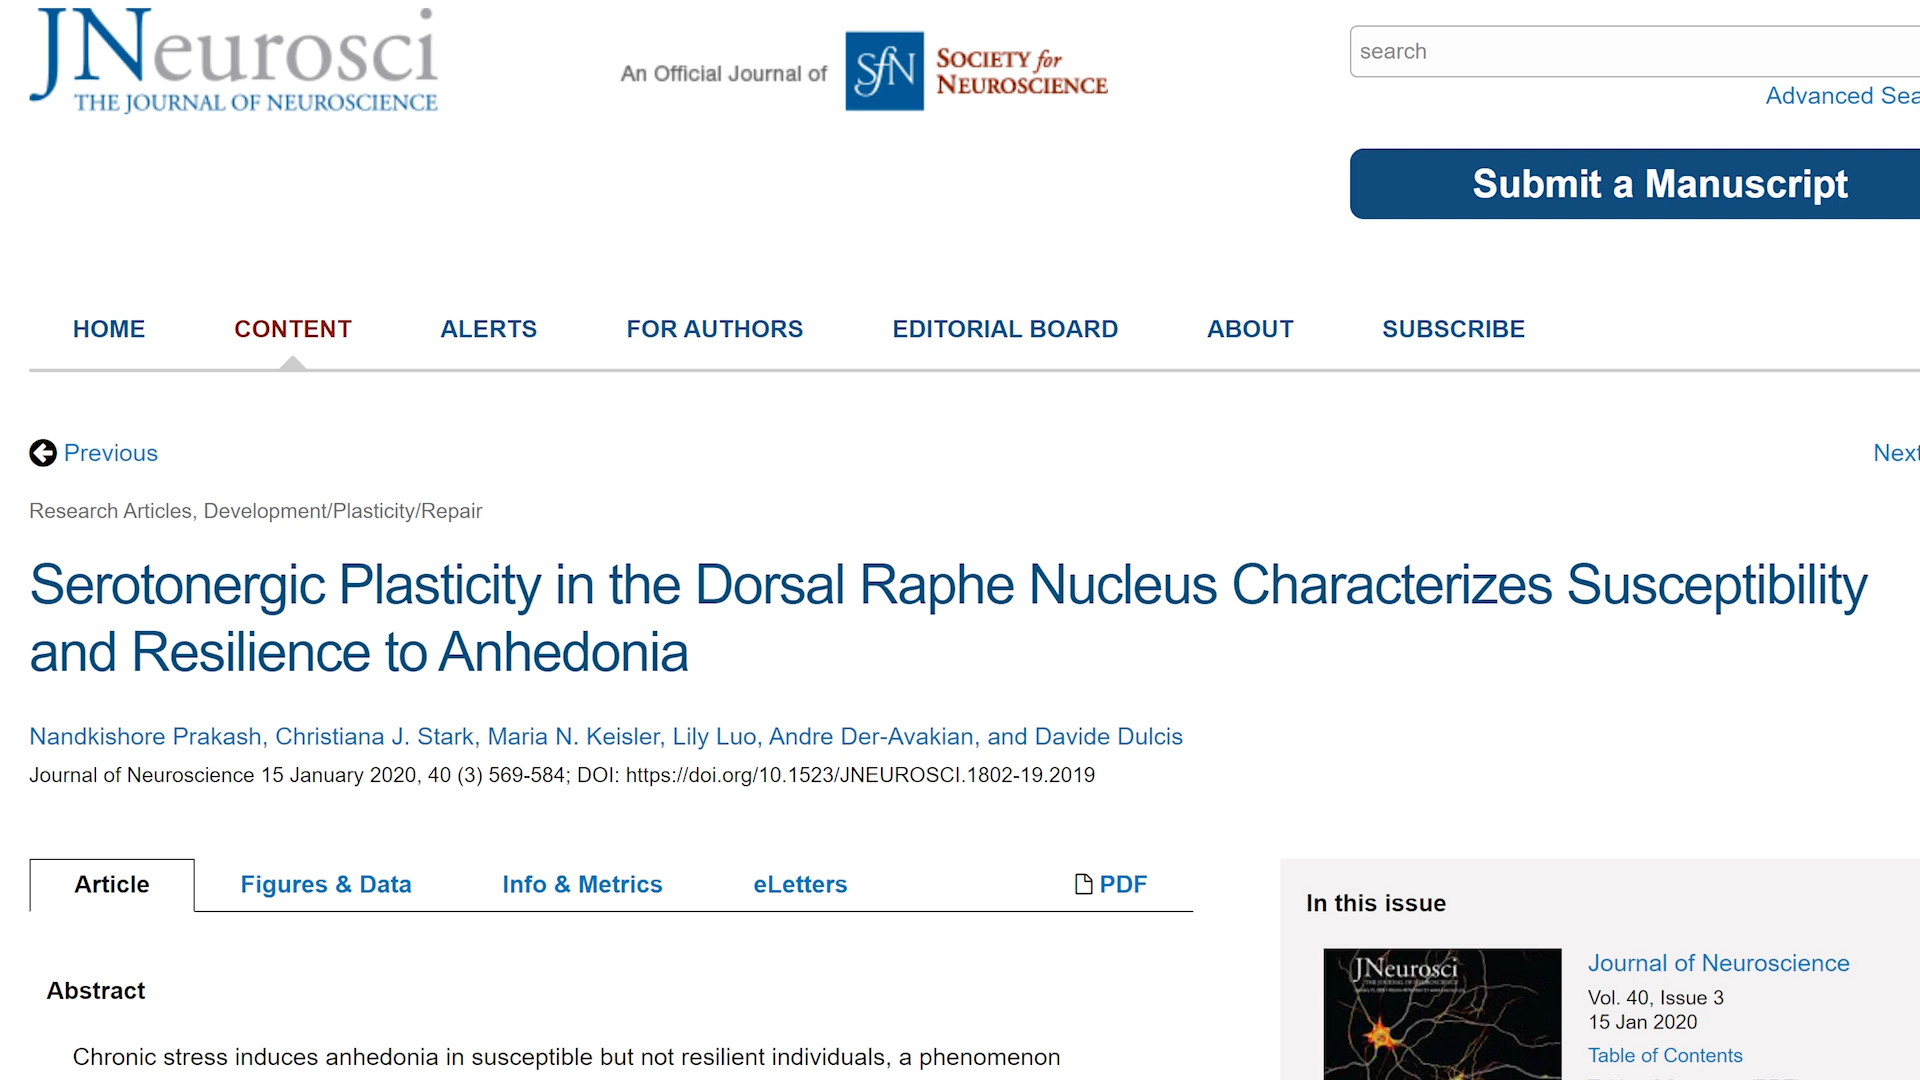 JNeurosci
THE JOURNAL OF NEUROSCIENCE
An Official Journal of
SfN
SOCIETY for
NEUROSCIENCE
search
Advanced Sea
Submit a Manuscript
HOME CONTENT ALERTS FOR AUTHORS EDITORIAL BOARD ABOUT SUBSCRIBE
Previous
Next
Research Articles, Development/Plasticity/Repair
Serotonergic Plasticity in the Dorsal Raphe Nucleus Characterizes Susceptibility
and Resilience to Anhedonia
Nandkishore Prakash, Christiana J. Stark, Maria N. Keisler, Lily Luo, Andre Der-Avakian, and Davide Dulcis
Journal of Neuroscience 15 January 2020, 40 (3) 569-584; DOI: https://doi.org/10.1523/JNEUROSCI.1802-19.2019
Article Figures & Data Info & Metrics eLetters PDF
Abstract
Chronic stress induces anhedonia in susceptible but not resilient individuals, a phenomenon
In this issue
JNeurosci
THE JOURNAL OF NEUROSCIENCE
Journal of Neuroscience
Vol. 40, Issue 3
15 Jan 2020
Table of Contents